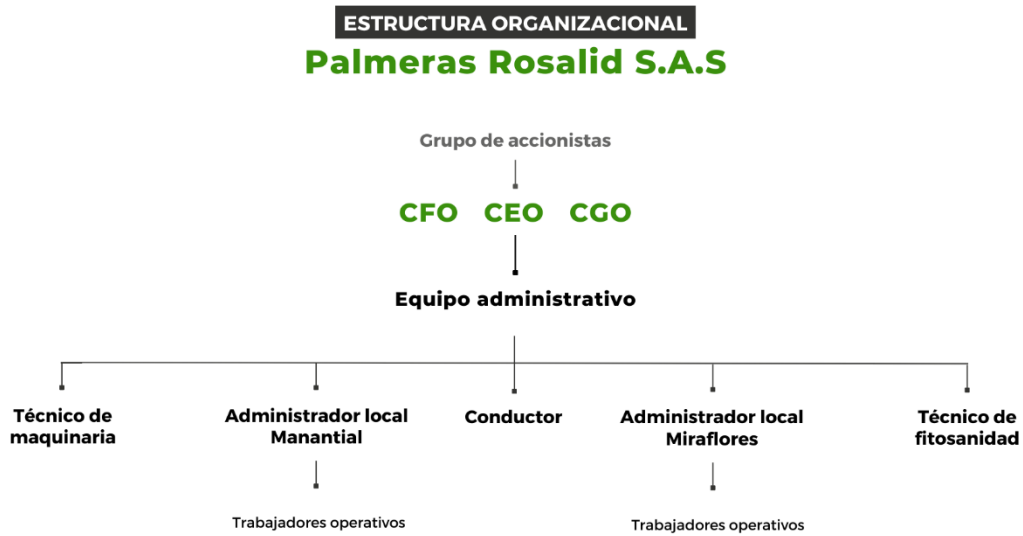 ESTRUCTURA ORGANIZACIONAL
Palmeras Rosalid S.A.S
Grupo de accionistas
CFO CEO CGO
Equipo administrativo
Técnico de
maquinaria
Administrador local
Manantial
Conductor
Administrador local
Miraflores
Técnico de
fitosanidad
Trabajadores operativos
Trabajadores operativos